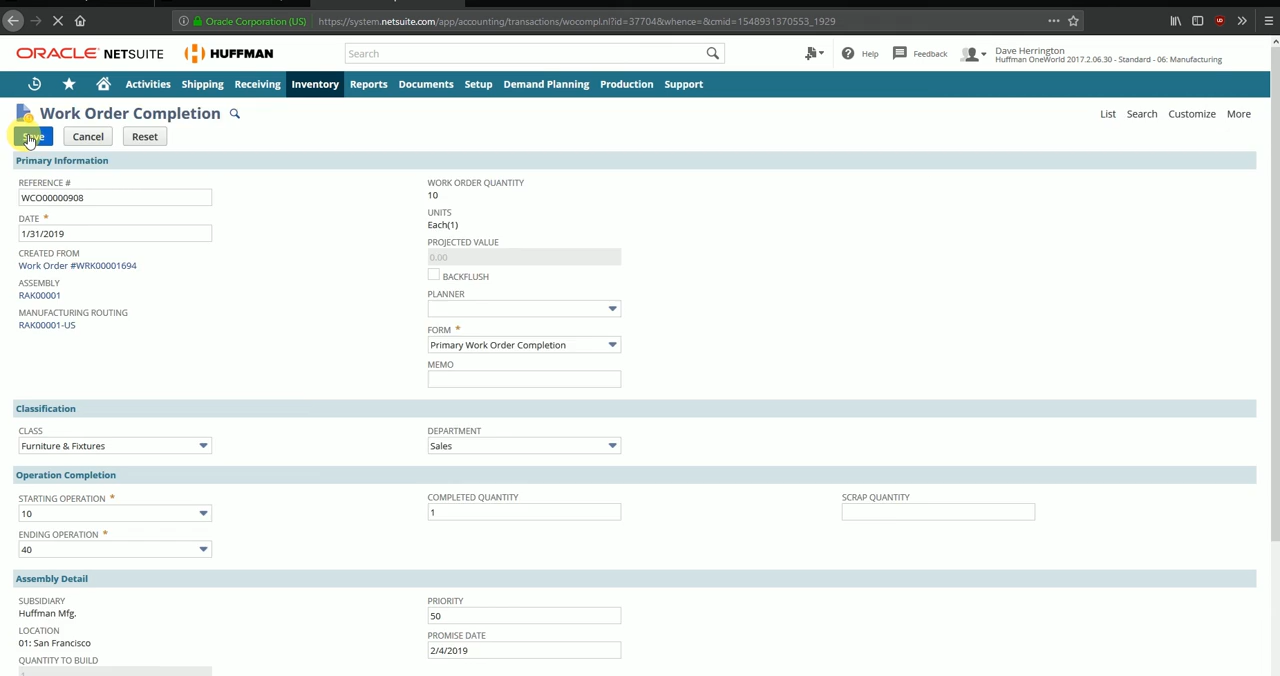 Oracle Corporation (US)
https://system.netsuite.com/app/accounting/transactions/wocompl.nl?id=37704&whence=&cmid=1548931370553_1929
ORACLE NETSUITE
HUFFMAN
Search
Help
Feedback
Dave Herrington
Huffman OneWorld 2017.2.06.30 - Standard - 06: Manufacturing
Activities Shipping Receiving Inventory Reports Documents Setup Demand Planning Production Support
Work Order Completion
List Search Customize More
Save Cancel Reset
Primary Information
REFERENCE #
WCO00000908
DATE *
1/31/2019
CREATED FROM
Work Order #WRK00001694
ASSEMBLY
RAK00001
MANUFACTURING ROUTING
RAK00001-US
WORK ORDER QUANTITY
10
UNITS
Each(1)
PROJECTED VALUE
0.00
BACKFLUSH
PLANNER
FORM *
Primary Work Order Completion
MEMO
Classification
CLASS
Furniture & Fixtures
DEPARTMENT
Sales
Operation Completion
STARTING OPERATION *
10
ENDING OPERATION *
40
COMPLETED QUANTITY
1
SCRAP QUANTITY
Assembly Detail
SUBSIDIARY
Huffman Mfg.
LOCATION
01: San Francisco
QUANTITY TO BUILD
PRIORITY
50
PROMISE DATE
2/4/2019